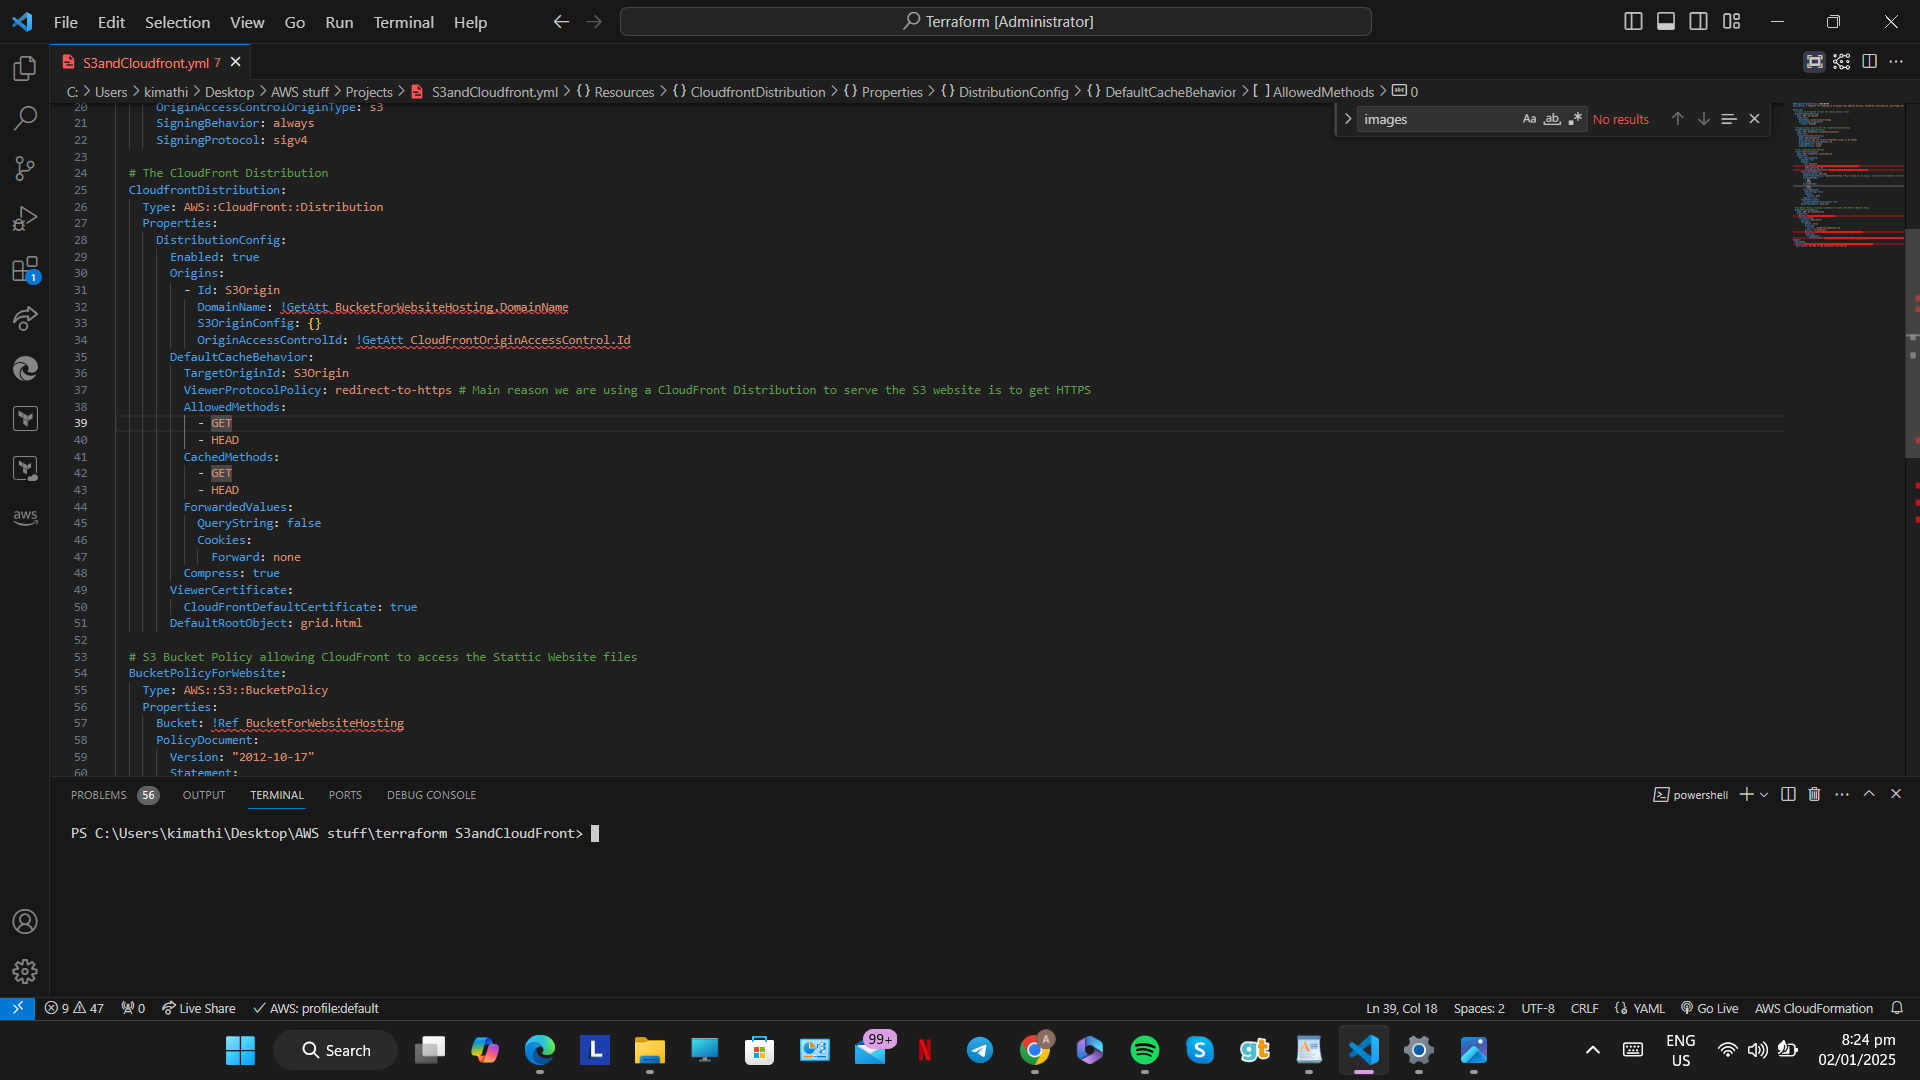 File Edit Selection View Go Run Terminal Help
Terraform [Administrator]
S3andCloudfront.yml 7
C: > Users > kimathi > Desktop > AWS stuff > Projects > S3andCloudfront.yml > {} Resources > {} CloudfrontDistribution > {} Properties > {} DistributionConfig > {} DefaultCacheBehavior > [ ] AllowedMethods > abc 0
images Aa ab, .* No results
20 OriginAccessControlOriginType: s3
21 SigningBehavior: always
22 SigningProtocol: sigv4
23
24 # The CloudFront Distribution
25 CloudfrontDistribution:
26 Type: AWS::CloudFront::Distribution
27 Properties:
28 DistributionConfig:
29 Enabled: true
30 Origins:
31 - Id: S3Origin
32 DomainName: !GetAtt BucketForWebsiteHosting.DomainName
33 S3OriginConfig: {}
34 OriginAccessControlId: !GetAtt CloudFrontOriginAccessControl.Id
35 DefaultCacheBehavior:
36 TargetOriginId: S3Origin
37 ViewerProtocolPolicy: redirect-to-https # Main reason we are using a CloudFront Distribution to serve the S3 website is to get HTTPS
38 AllowedMethods:
39 - GET
40 - HEAD
41 CachedMethods:
42 - GET
43 - HEAD
44 ForwardedValues:
45 QueryString: false
46 Cookies:
47 Forward: none
48 Compress: true
49 ViewerCertificate:
50 CloudFrontDefaultCertificate: true
51 DefaultRootObject: grid.html
52
53 # S3 Bucket Policy allowing CloudFront to access the Stattic Website files
54 BucketPolicyForWebsite:
55 Type: AWS::S3::BucketPolicy
56 Properties:
57 Bucket: !Ref BucketForWebsiteHosting
58 PolicyDocument:
59 Version: "2012-10-17"
60 Statement:
1
aws
PROBLEMS 56 OUTPUT TERMINAL PORTS DEBUG CONSOLE
powershell
PS C:\Users\kimathi\Desktop\AWS stuff\terraform S3andCloudFront>
9 47 0 Live Share AWS: profile:default
Ln 39, Col 18 Spaces: 2 UTF-8 CRLF {} YAML Go Live AWS CloudFormation
Search
L
99+
N
A
S
gt
ENG
US
8:24 pm
02/01/2025